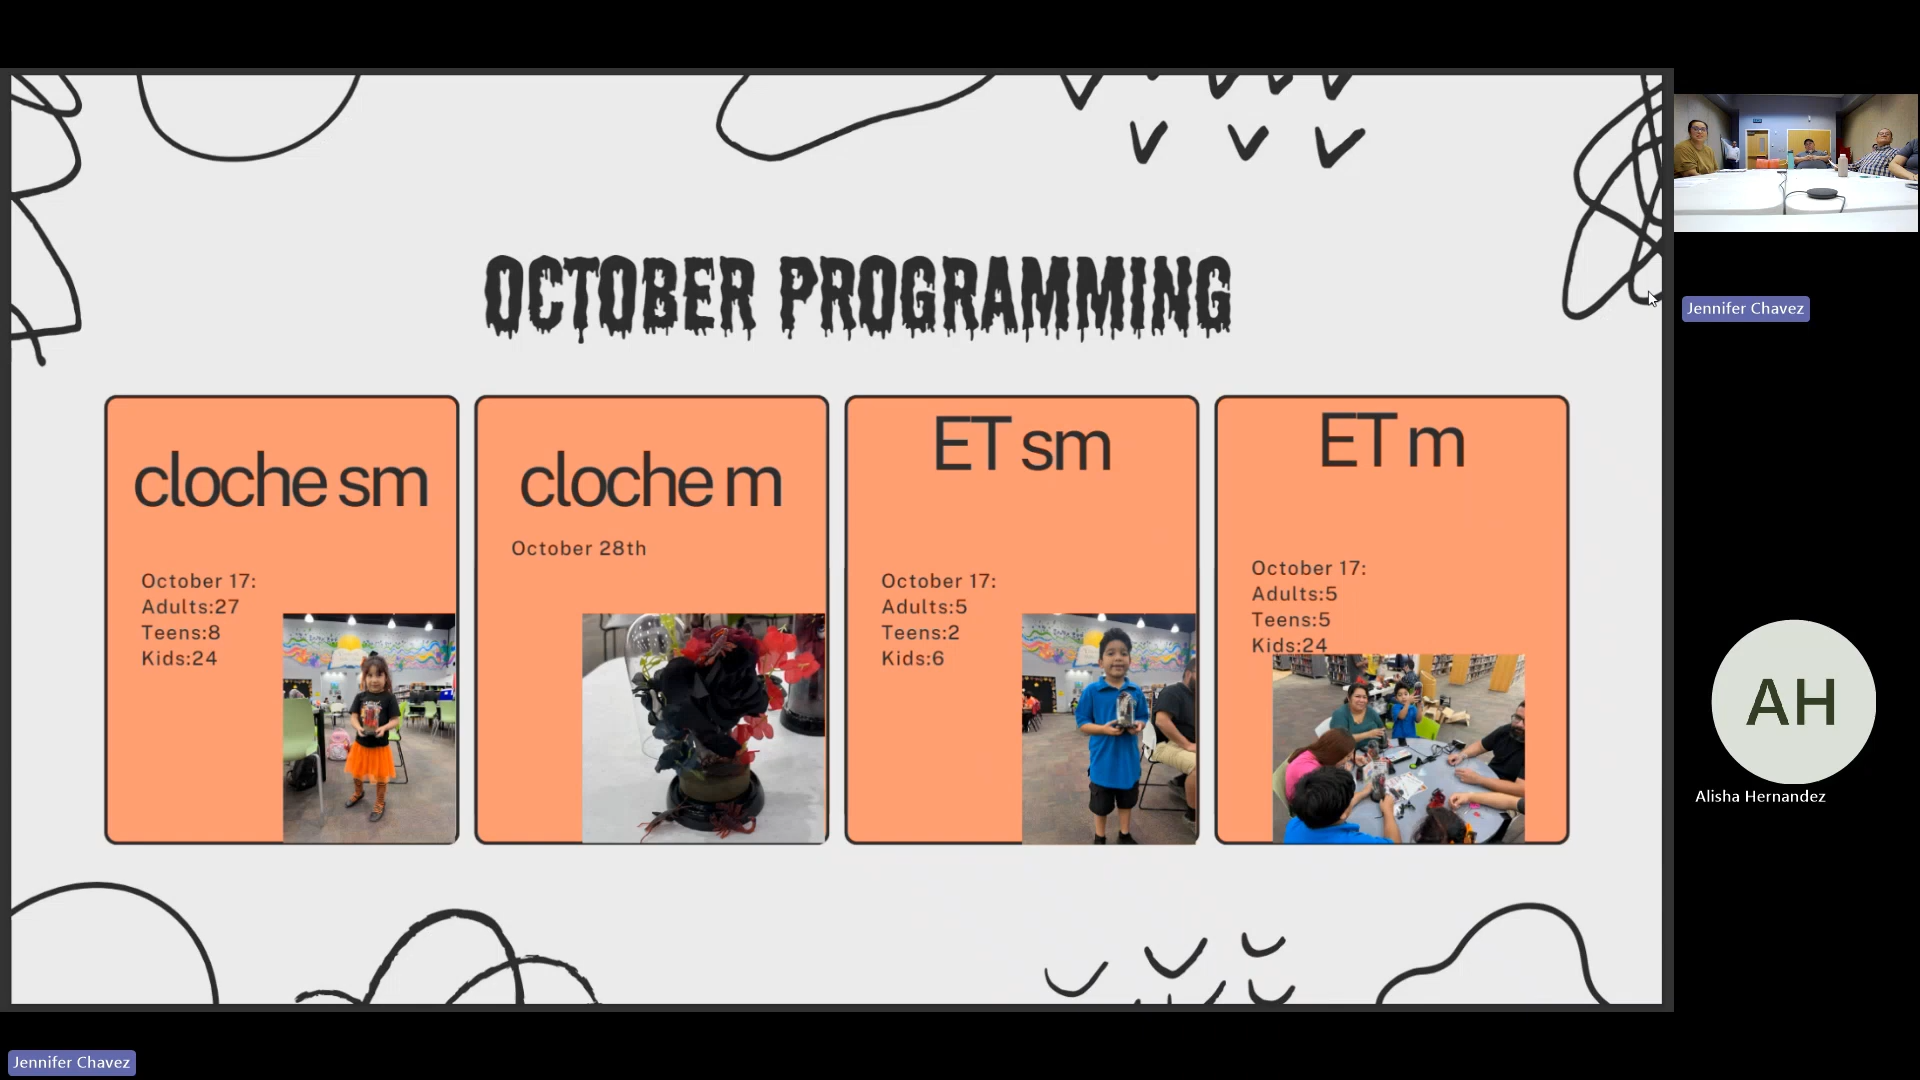 OCTOBER PROGRAMMING
cloche sm
October 17:
Adults:27
Teens:8
Kids:24
cloche m
October 28th
ET sm
October 17:
Adults:5
Teens:2
Kids:6
ET m
October 17:
Adults:5
Teens:5
Kids:24
Jennifer Chavez
AH
Alisha Hernandez
Jennifer Chavez